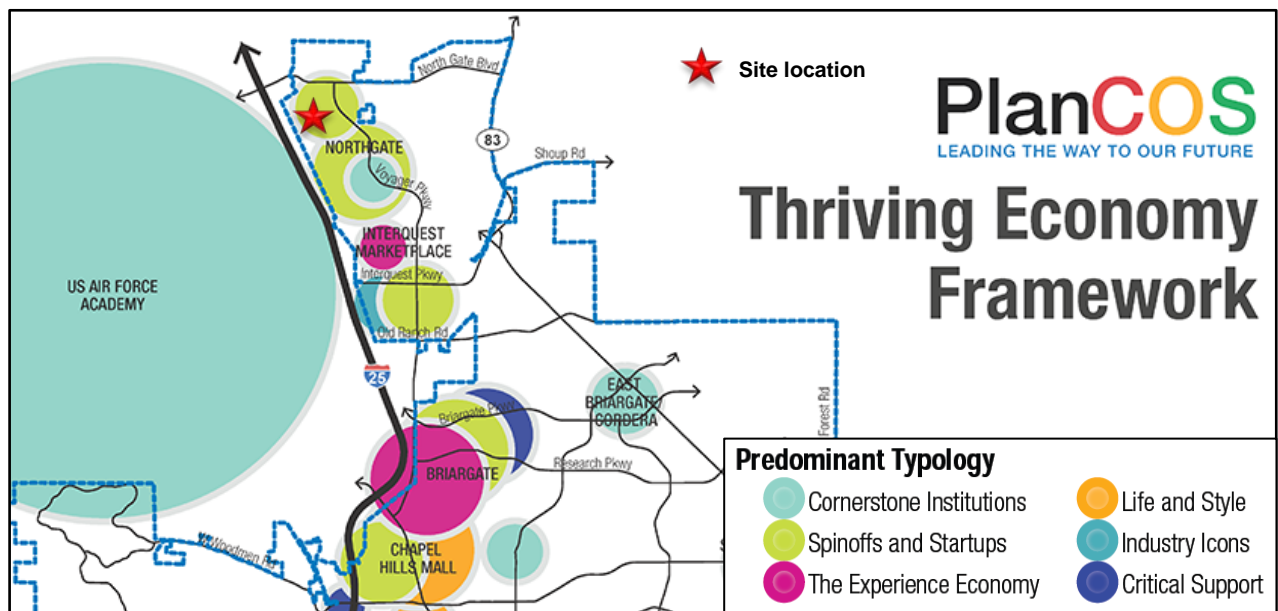 Site location
PlanCOS
LEADING THE WAY TO OUR FUTURE
Thriving Economy
Framework
North Gate Blvd
83
Shoup Rd
NORTHGATE
Voyager Pkwy
INTERQUEST
MARKETPLACE
Interquest Pkwy
US AIR FORCE
ACADEMY
Old Ranch Rd
25
EAST
BRIARGATE/
CORDERA
Briargate Pkwy
Forest Rd
Research Pkwy
BRIARGATE
W Woodmen Rd
CHAPEL
HILLS MALL
Predominant Typology
Cornerstone Institutions
Life and Style
Spinoffs and Startups
Industry Icons
The Experience Economy
Critical Support